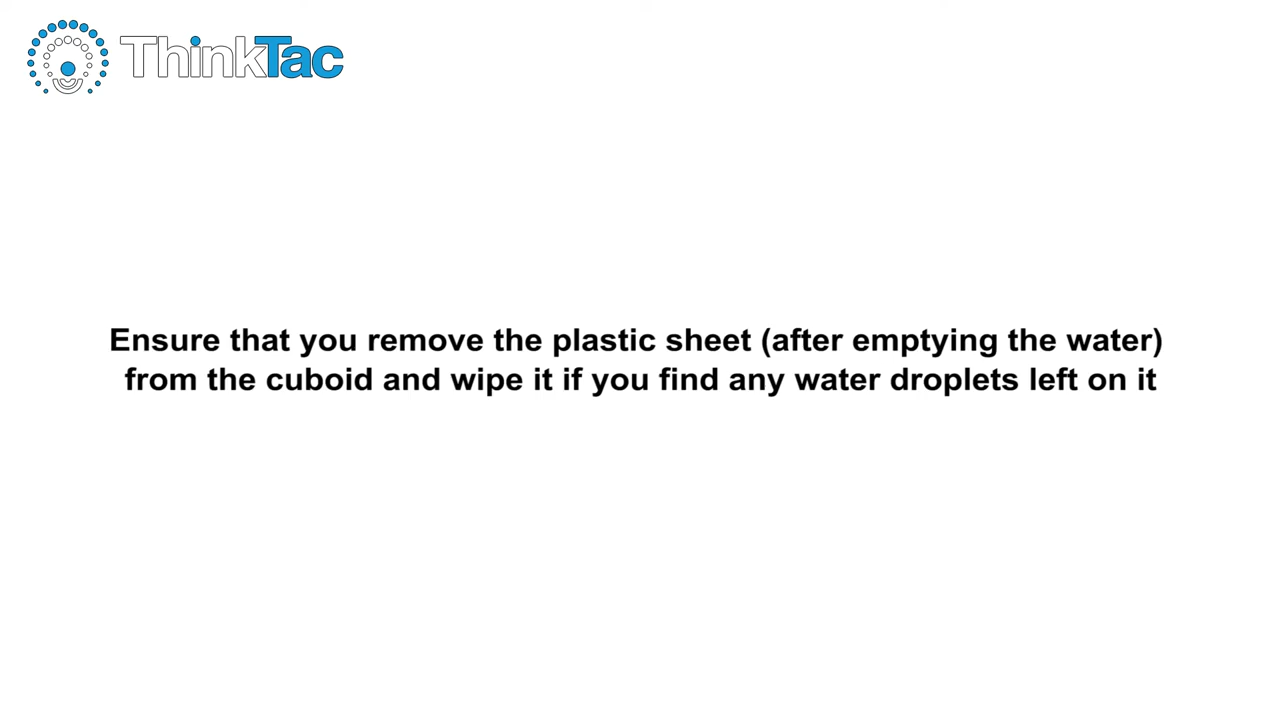 ThinkTac
Ensure that you remove the plastic sheet (after emptying the water)
from the cuboid and wipe it if you find any water droplets left on it